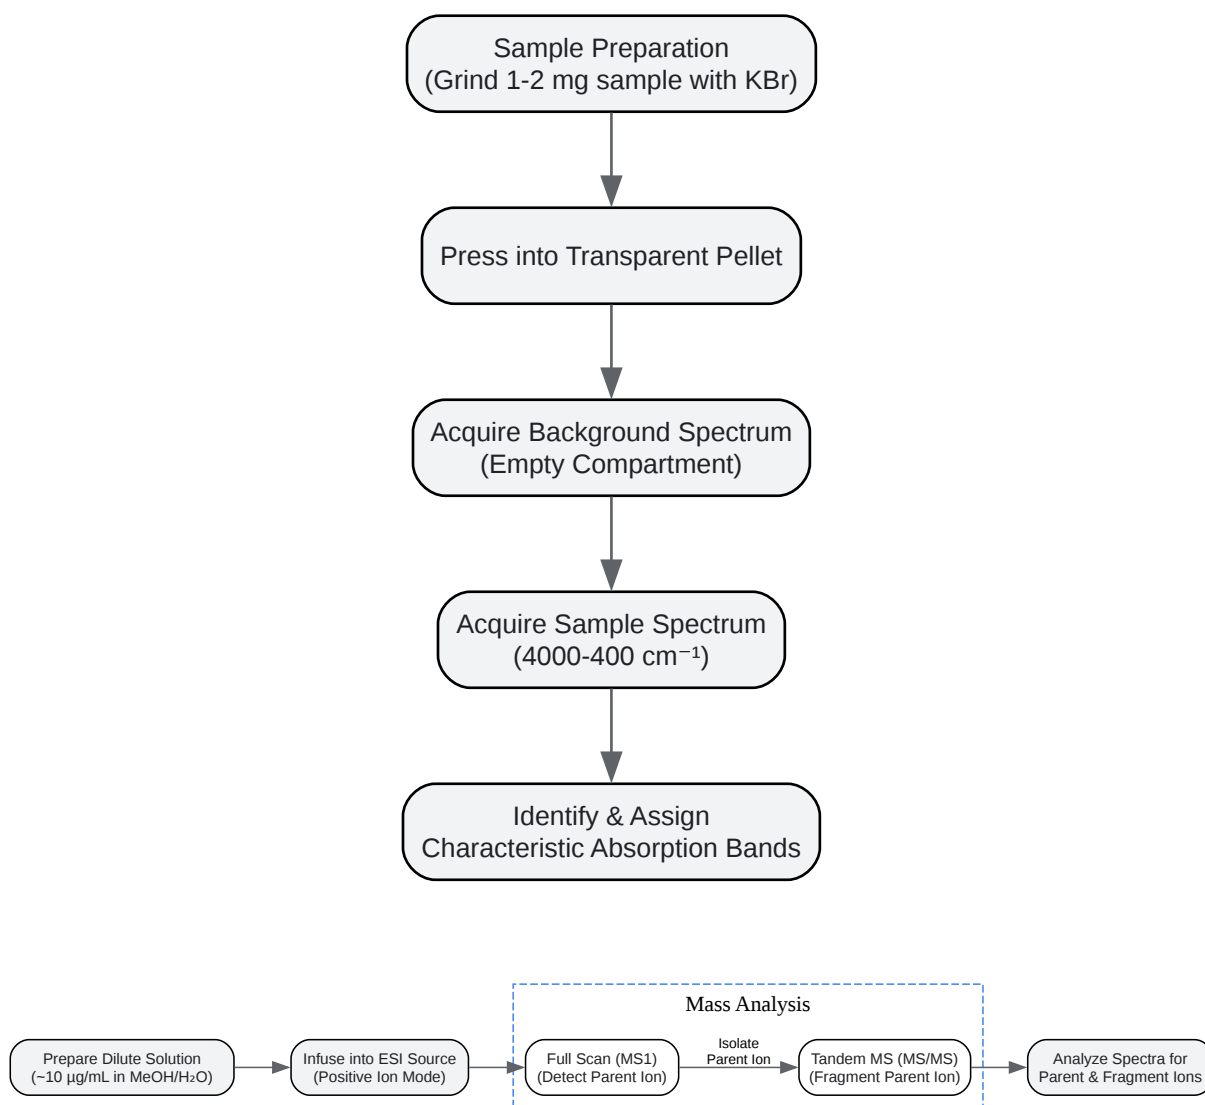 Sample Preparation
(Grind 1-2 mg sample with KBr)
Press into Transparent Pellet
Acquire Background Spectrum
(Empty Compartment)
Acquire Sample Spectrum
(4000-400 cm⁻¹)
Identify & Assign
Characteristic Absorption Bands
Mass Analysis
Prepare Dilute Solution
(~10 µg/mL in MeOH/H₂O)
Infuse into ESI Source
(Positive Ion Mode)
Full Scan (MS1)
(Detect Parent Ion)
Isolate
Parent Ion
Tandem MS (MS/MS)
(Fragment Parent Ion)
Analyze Spectra for
Parent & Fragment Ions